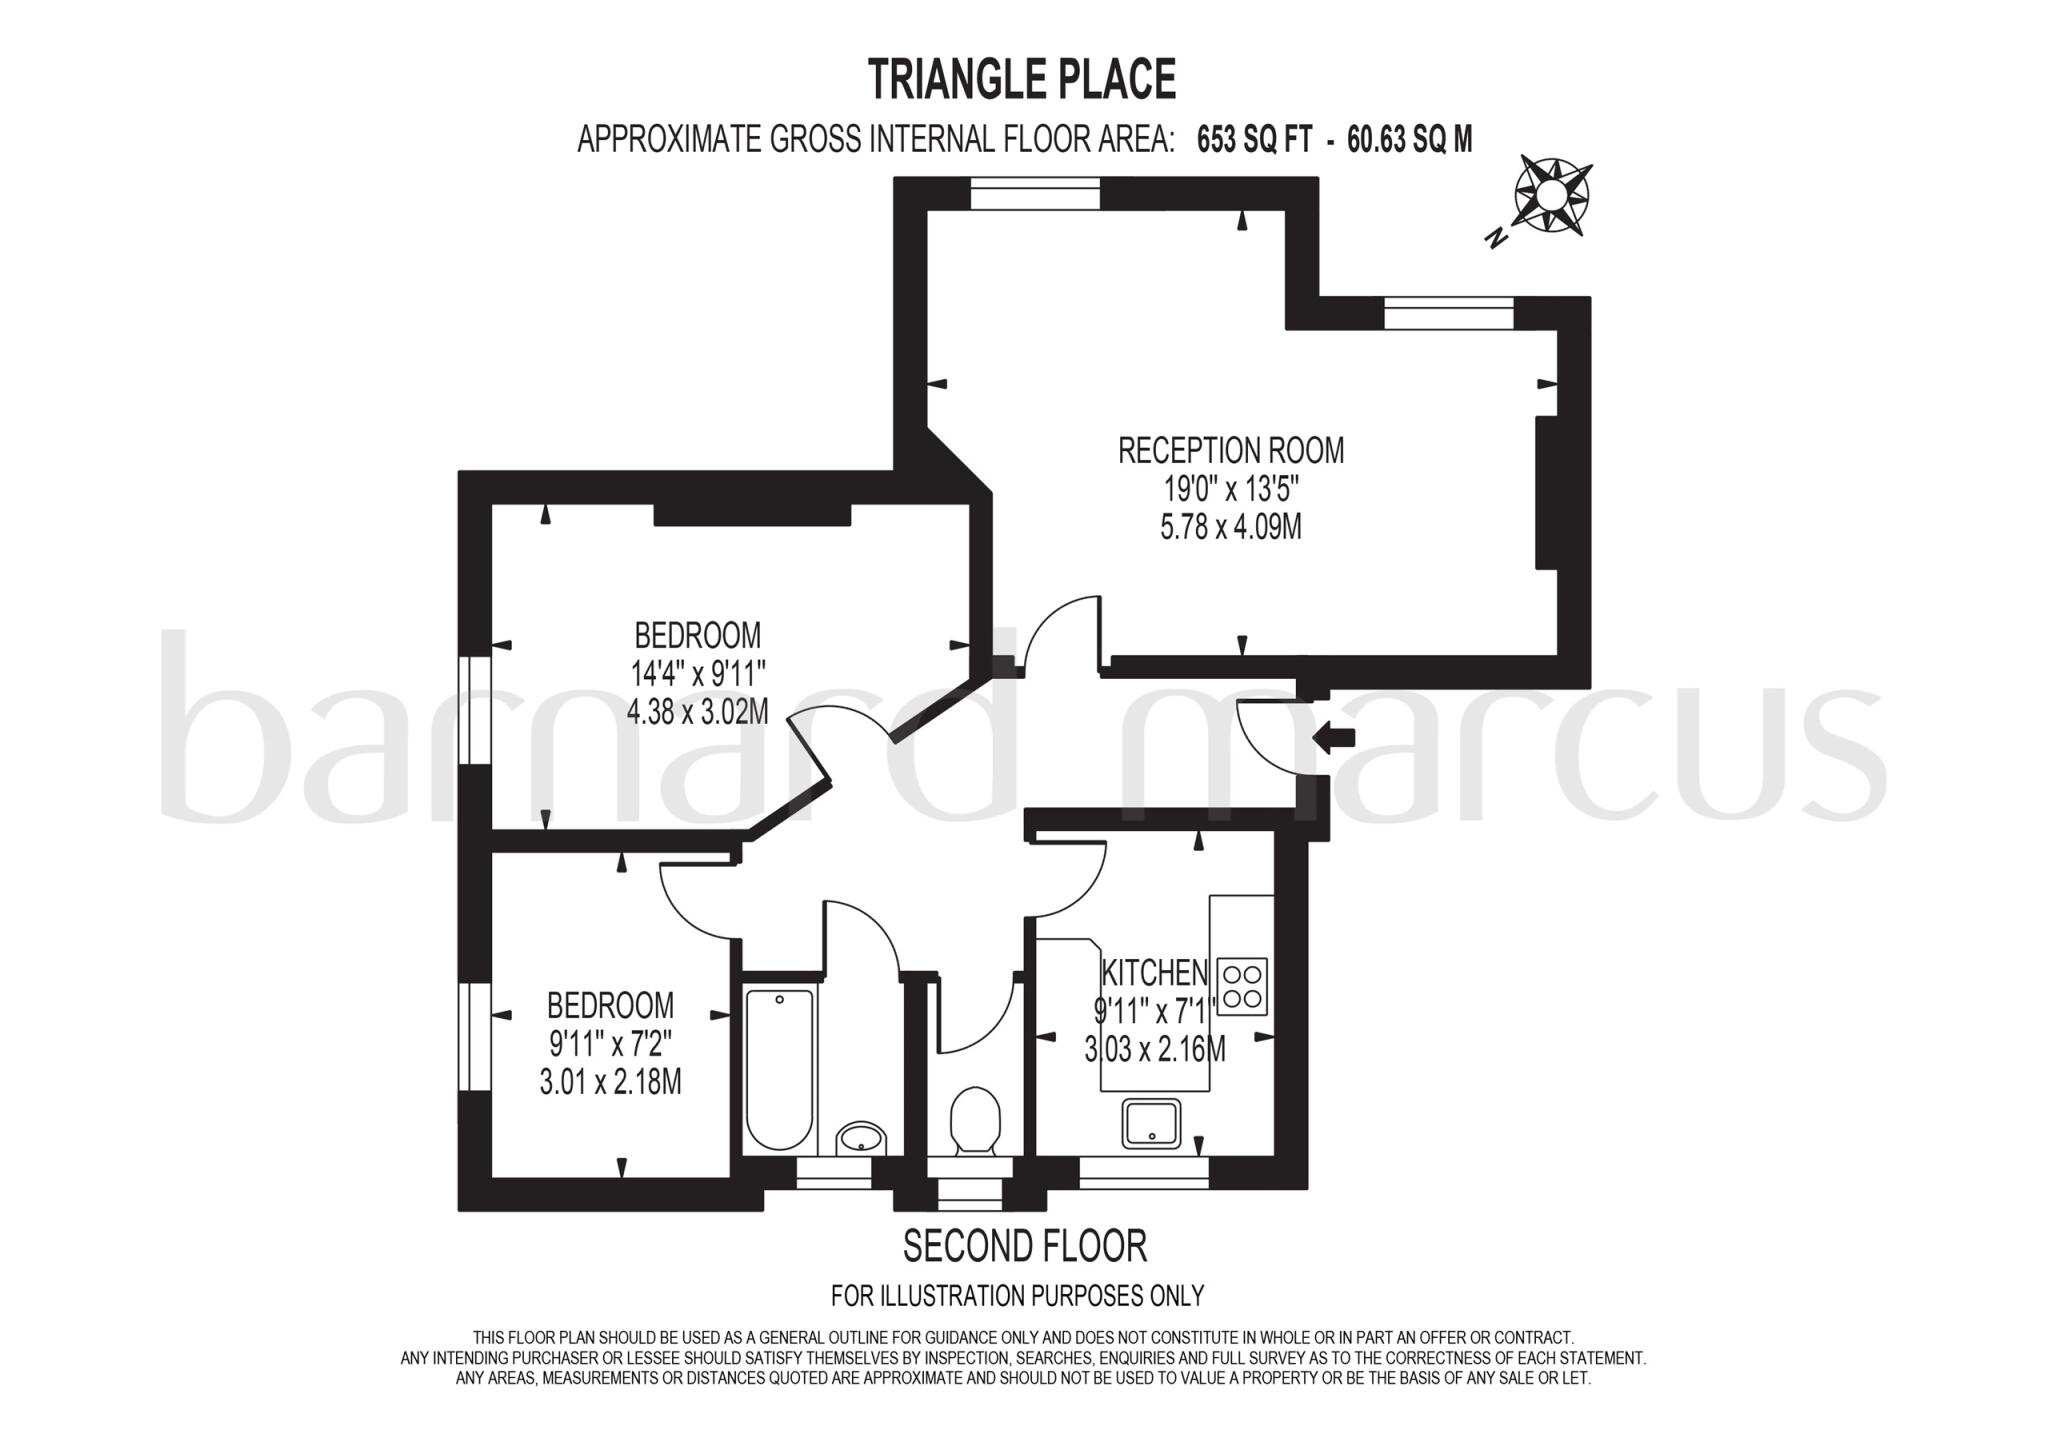 TRIANGLE PLACE
APPROXIMATE GROSS INTERNAL FLOOR AREA: 653 SQ FT - 60.63 SQ M
N
RECEPTION ROOM
19'0" x 13'5"
5.78 x 4.09M
BEDROOM
14'4" x 9'11"
4.38 x 3.02M
barnard marcus
KITCHEN
9'11" x 7'1"
3.03 x 2.16M
BEDROOM
9'11" x 7'2"
3.01 x 2.18M
SECOND FLOOR
FOR ILLUSTRATION PURPOSES ONLY
THIS FLOOR PLAN SHOULD BE USED AS A GENERAL OUTLINE FOR GUIDANCE ONLY AND DOES NOT CONSTITUTE IN WHOLE OR IN PART AN OFFER OR CONTRACT.
ANY INTENDING PURCHASER OR LESSEE SHOULD SATISFY THEMSELVES BY INSPECTION, SEARCHES, ENQUIRIES AND FULL SURVEY AS TO THE CORRECTNESS OF EACH STATEMENT.
ANY AREAS, MEASUREMENTS OR DISTANCES QUOTED ARE APPROXIMATE AND SHOULD NOT BE USED TO VALUE A PROPERTY OR BE THE BASIS OF ANY SALE OR LET.